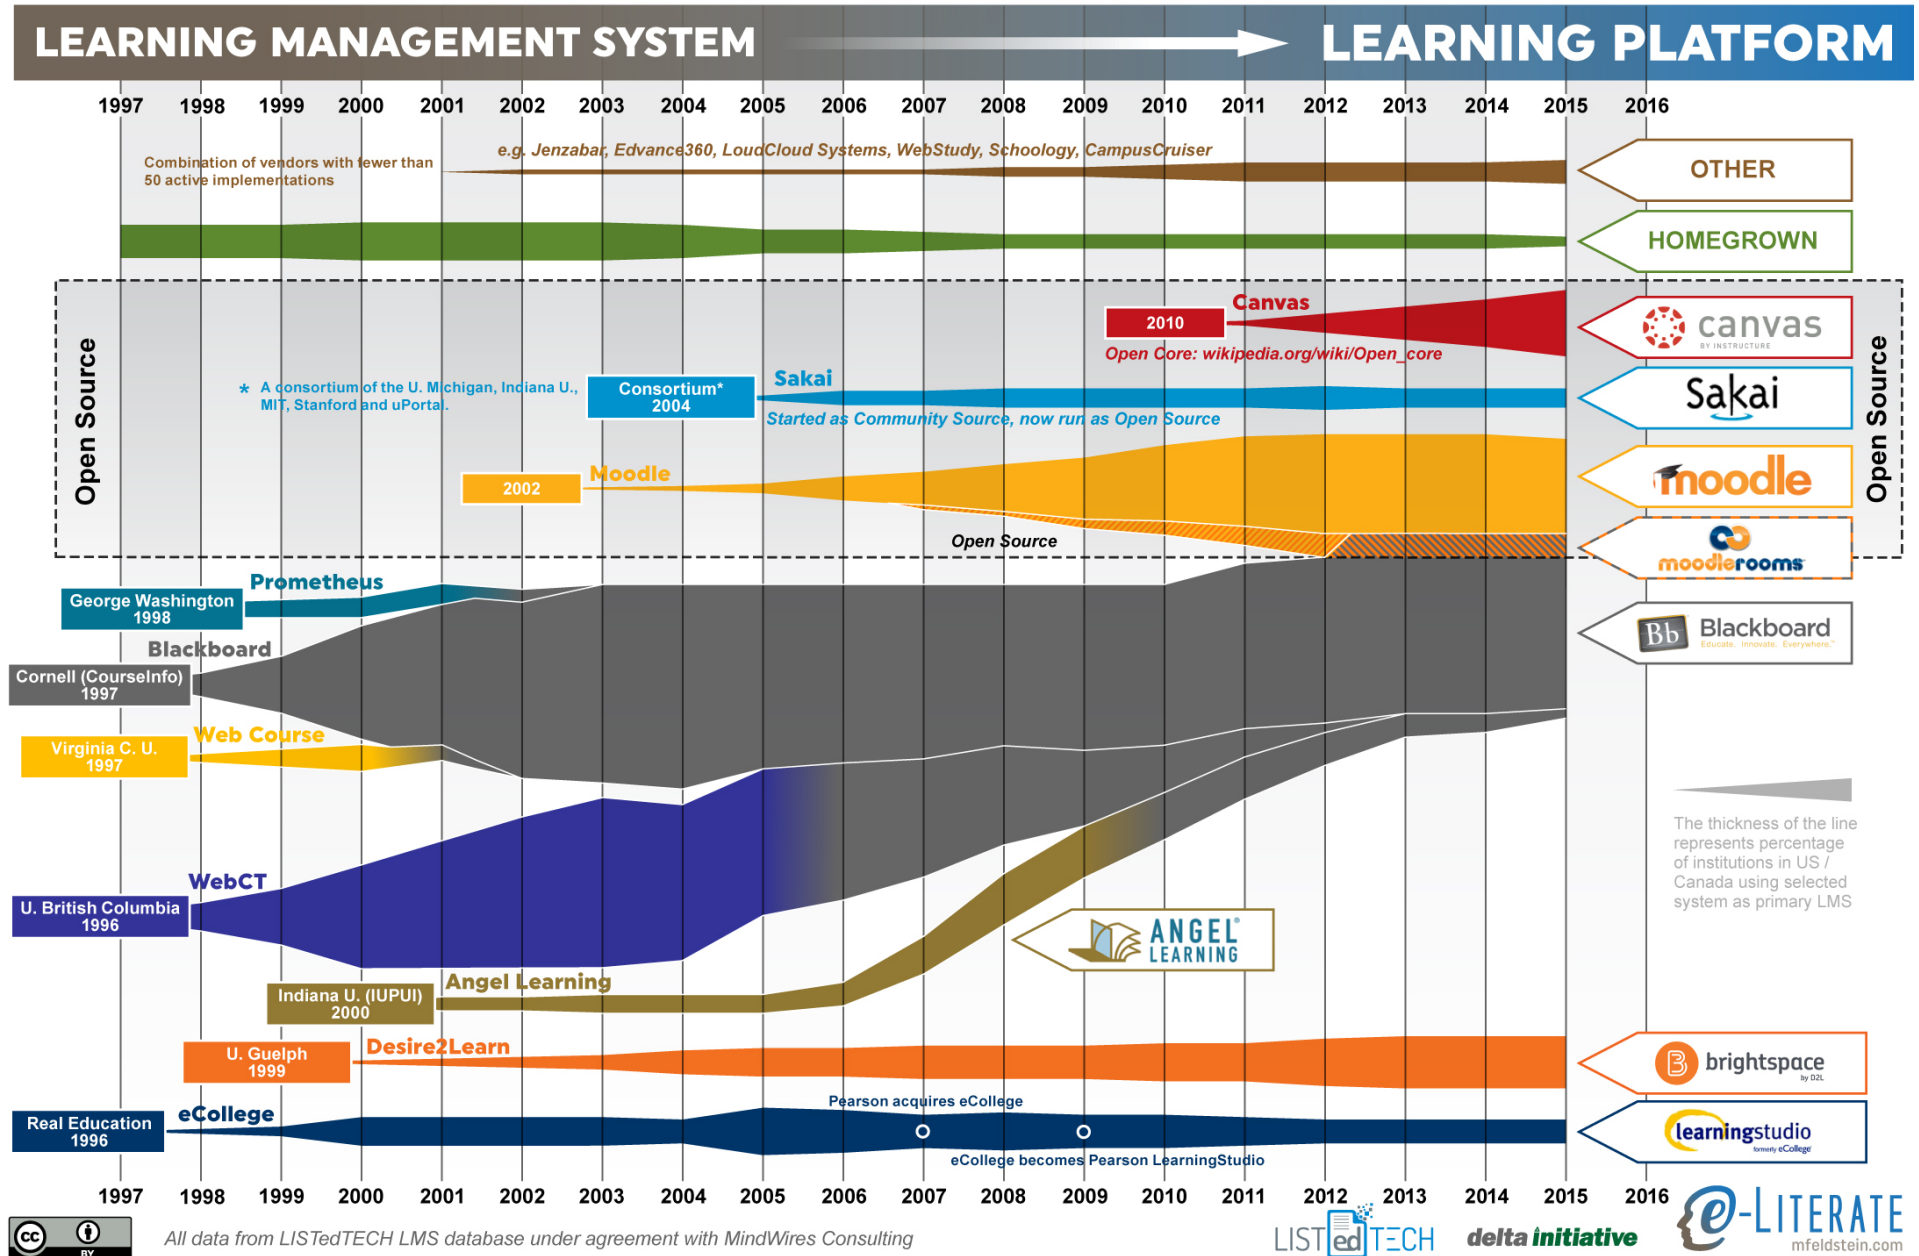 LEARNING MANAGEMENT SYSTEM
LEARNING PLATFORM
1997 1998 1999 2000 2001 2002 2003 2004 2005 2006 2007 2008 2009 2010 2011 2012 2013 2014 2015 2016
Combination of vendors with fewer than
50 active implementations
e.g. Jenzabar, Edvance360, LoudCloud Systems, WebStudy, Schoology, CampusCruiser
OTHER
HOMEGROWN
Open Source
Canvas
2010
Open Core: wikipedia.org/wiki/Open_core
canvas
BY INSTRUCTURE
Open Source
* A consortium of the U. Michigan, Indiana U.,
MIT, Stanford and uPortal.
Consortium*
2004
Sakai
Started as Community Source, now run as Open Source
Sakai
Moodle
2002
moodle
Open Source
moodlerooms
Prometheus
George Washington
1998
Blackboard
Cornell (CourseInfo)
1997
Bb Blackboard
Educate. Innovate. Everywhere.™
Web Course
Virginia C. U.
1997
WebCT
U. British Columbia
1996
The thickness of the line
represents percentage
of institutions in US /
Canada using selected
system as primary LMS
ANGEL®
LEARNING
Angel Learning
Indiana U. (IUPUI)
2000
Desire2Learn
U. Guelph
1999
B brightspace
by D2L
eCollege
Real Education
1996
Pearson acquires eCollege
eCollege becomes Pearson LearningStudio
learningstudio
formerly eCollege
1997 1998 1999 2000 2001 2002 2003 2004 2005 2006 2007 2008 2009 2010 2011 2012 2013 2014 2015 2016
cc
BY
All data from LISTedTECH LMS database under agreement with MindWires Consulting
LISTedTECH
delta initiative
e-LITERATE
mfeldstein.com